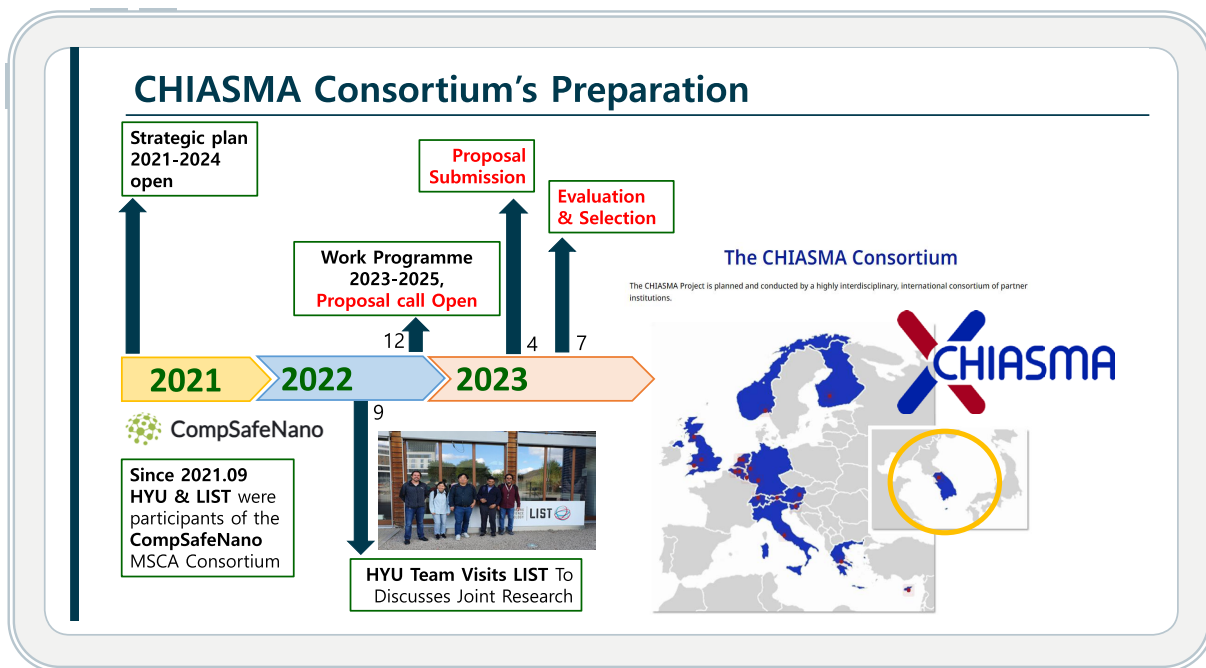 CHIASMA Consortium's Preparation
Strategic plan
2021-2024
open
Proposal
Submission
Evaluation
& Selection
Work Programme
2023-2025,
Proposal call Open
12
4
7
2021
2022
2023
9
CompSafeNano
Since 2021.09
HYU & LIST were
participants of the
CompSafeNano
MSCA Consortium
LIST
HYU Team Visits LIST To
Discusses Joint Research
The CHIASMA Consortium
The CHIASMA Project is planned and conducted by a highly interdisciplinary, international consortium of partner
institutions.
CHIASMA